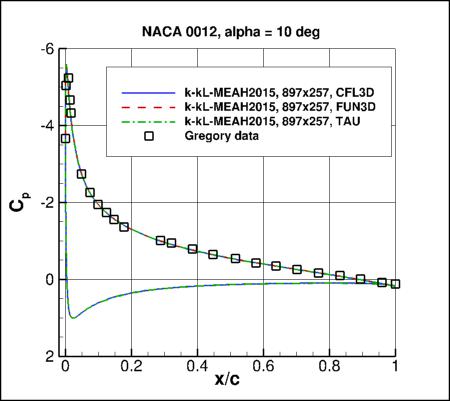 NACA 0012, alpha = 10 deg
-6
k-kL-MEAH2015, 897x257, CFL3D
k-kL-MEAH2015, 897x257, FUN3D
k-kL-MEAH2015, 897x257, TAU
Gregory data
-4
-2
0
2
Cp
0 0.2 0.4 0.6 0.8 1
x/c